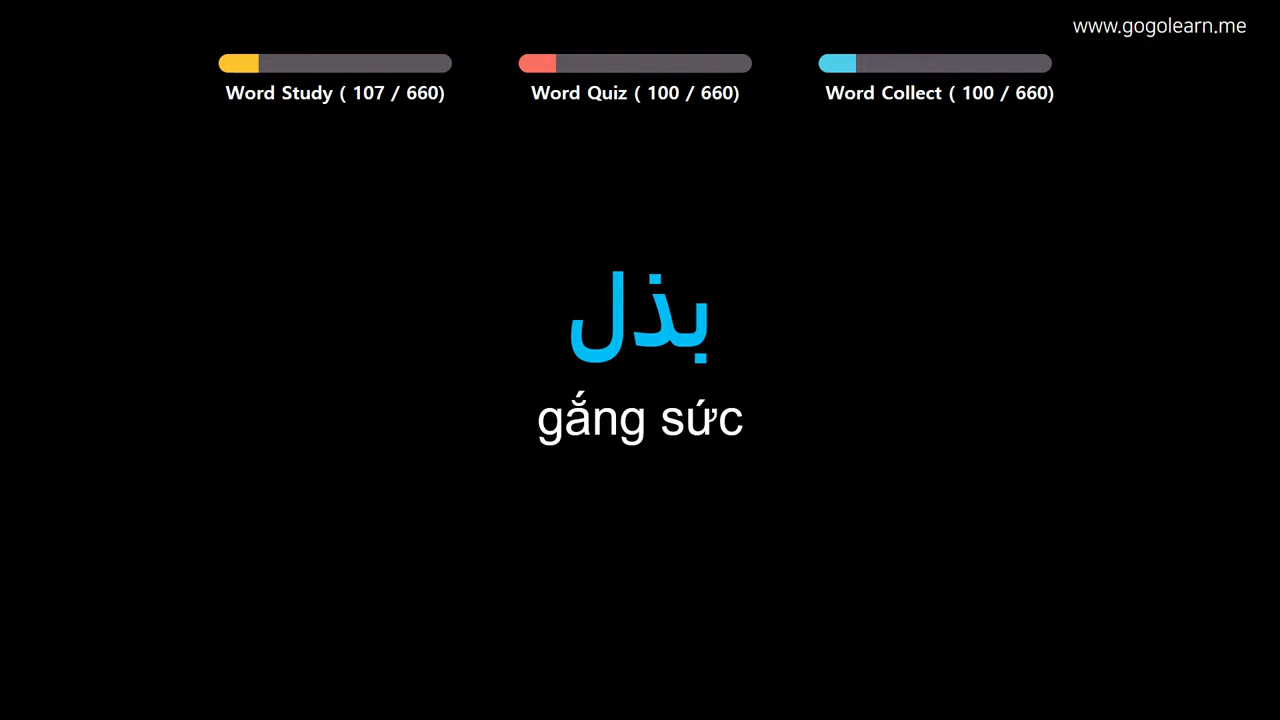 www.gogolearn.me
Word Study ( 107 / 660)
Word Quiz ( 100 / 660)
Word Collect ( 100 / 660)
بذل
gắng sức